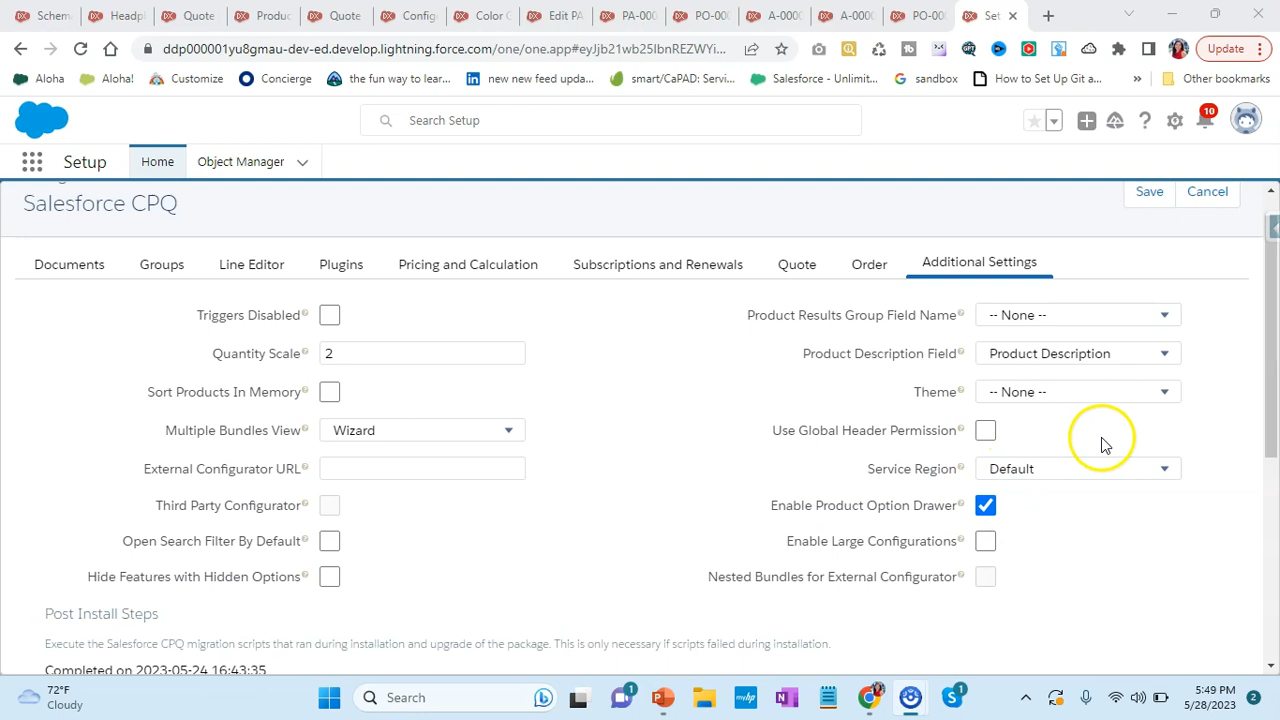 Schem
Headph
Quote
Produc
Quote
Config
Color C
Edit PA
PA-000
PO-000
A-0000
A-0000
PO-000
Set
ddp000001yu8gmau-dev-ed.develop.lightning.force.com/one/one.app#eyJjb21wb25lbnREZWYi...
Update
Aloha
Aloha!
Customize
Concierge
the fun way to lear...
new new feed upda...
smart/CaPAD: Servi...
Salesforce - Unlimit...
sandbox
How to Set Up Git a...
»
Other bookmarks
Search Setup
10
Setup
Home
Object Manager
Salesforce CPQ
Save
Cancel
Documents
Groups
Line Editor
Plugins
Pricing and Calculation
Subscriptions and Renewals
Quote
Order
Additional Settings
Triggers Disabled
Product Results Group Field Name
-- None --
Quantity Scale
2
Product Description Field
Product Description
Sort Products In Memory
Theme
-- None --
Multiple Bundles View
Wizard
Use Global Header Permission
External Configurator URL
Service Region
Default
Third Party Configurator
Enable Product Option Drawer
Open Search Filter By Default
Enable Large Configurations
Hide Features with Hidden Options
Nested Bundles for External Configurator
Post Install Steps
Execute the Salesforce CPQ migration scripts that ran during installation and upgrade of the package. This is only necessary if scripts failed during installation.
Completed on 2023-05-24 16:43:35
72°F
Cloudy
Search
1
1
5:49 PM
5/28/2023
2